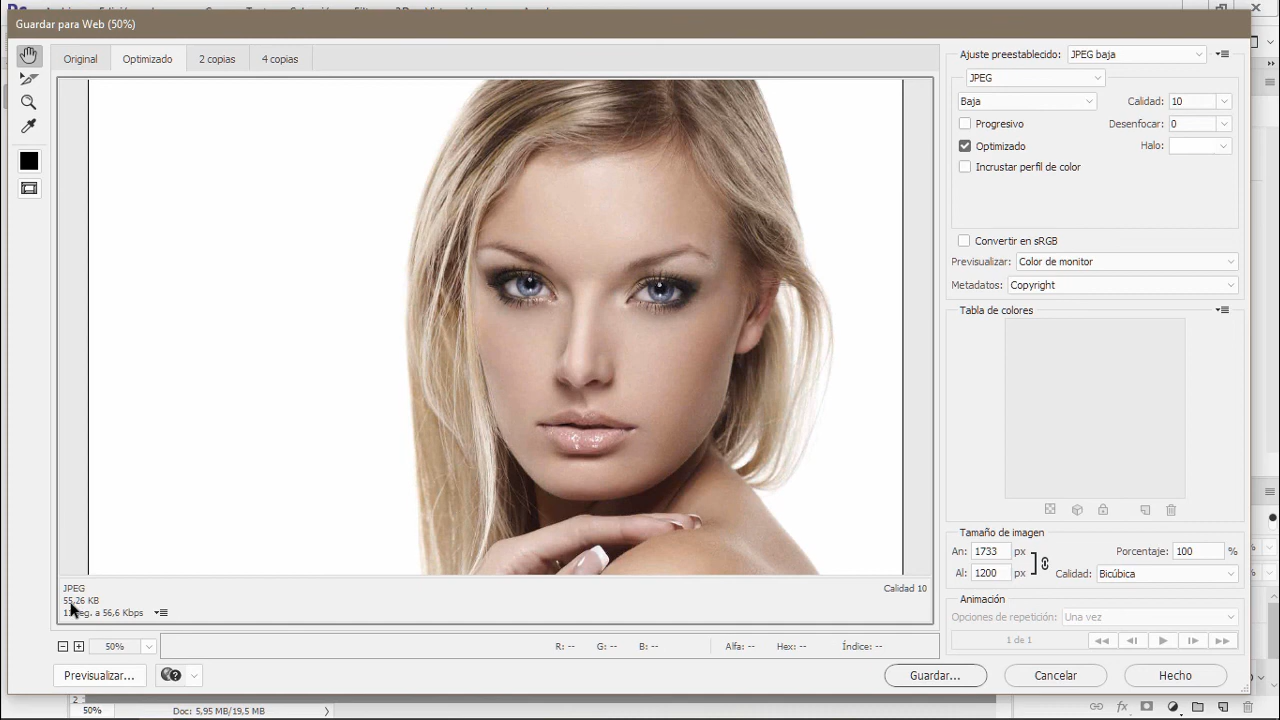 Guardar para Web (50%)
Original
Optimizado
2 copias
4 copias
Ajuste preestablecido:
JPEG baja
JPEG
Baja
Calidad: 10
Progresivo
Desenfocar: 0
Optimizado
Halo:
Incrustar perfil de color
Convertir en sRGB
Previsualizar: Color de monitor
Metadatos: Copyright
Tabla de colores
Tamaño de imagen
An: 1733 px
Porcentaje: 100 %
Al: 1200 px
Calidad: Bicúbica
Animación
Opciones de repetición: Una vez
1 de 1
JPEG
55,26 KB
eg. a 56,6 Kbps
Calidad 10
50%
R: -- G: -- B: -- Alfa: -- Hex: -- Índice: --
Previsualizar...
Guardar...
Cancelar
Hecho
2
50% Doc: 5,95 MB/19,5 MB
fx